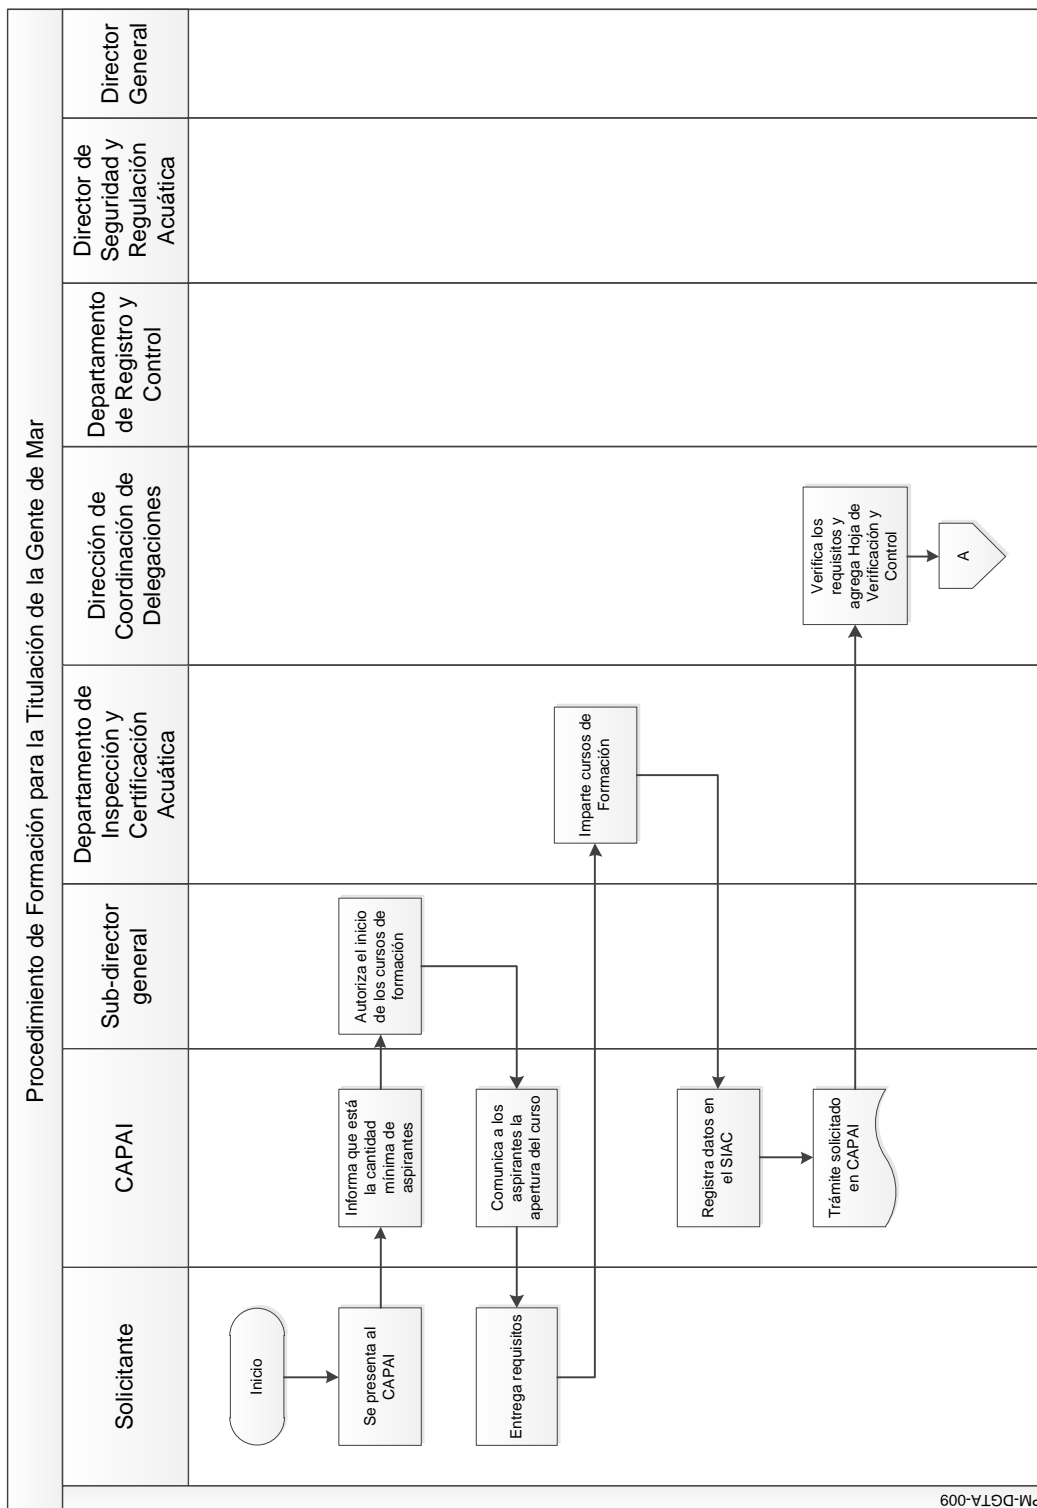 Procedimiento de Formación para la Titulación de la Gente de Mar
Solicitante
CAPAI
Sub-director
general
Departamento de
Inspección y
Certificación
Acuática
Dirección de
Coordinación de
Delegaciones
Departamento
de Registro y
Control
Director de
Seguridad y
Regulación
Acuática
Director
General
Inicio
Se presenta al
CAPAI
Informa que está
la cantidad
mínima de
aspirantes
Autoriza el inicio
de los cursos de
formación
Comunica a los
aspirantes la
apertura del curso
Entrega requisitos
Imparte cursos de
Formación
Registra datos en
el SIAC
Trámite solicitado
en CAPAI
Verifica los
requisitos y
agrega Hoja de
Verificación y
Control
A
PM-DGTA-009